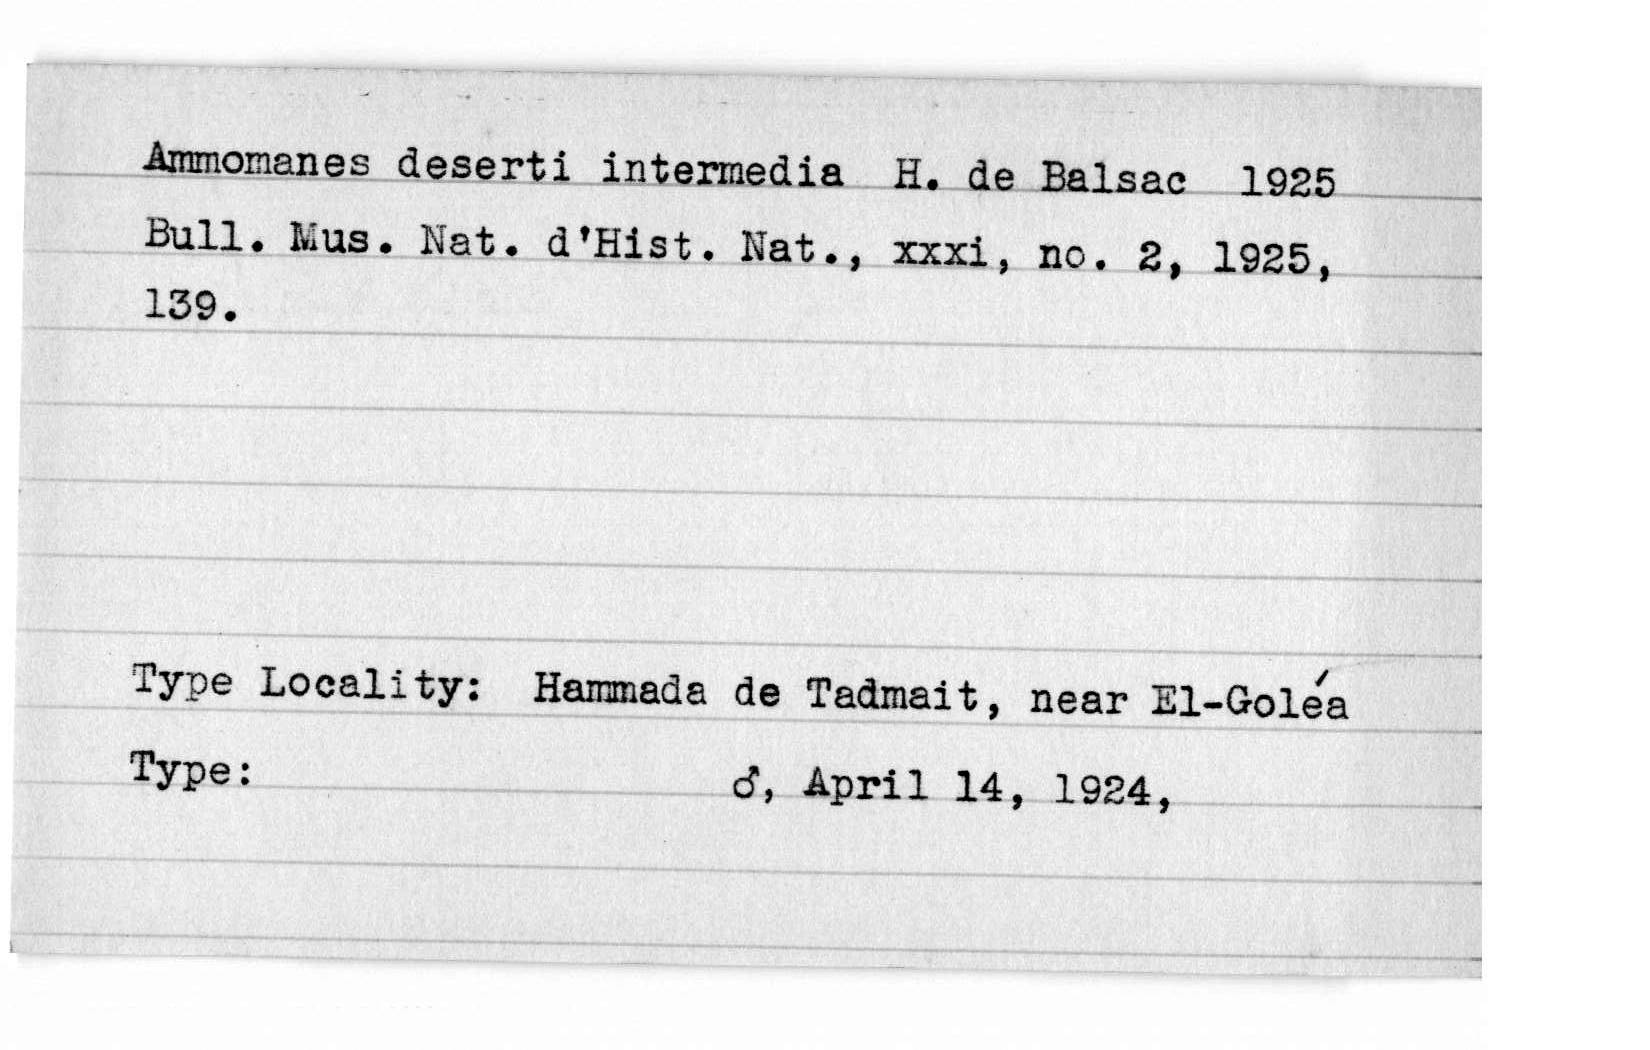 Ammomanes deserti intermedia H. de Balsac 1925
Bull. Mus. Nat. d'Hist. Nat., xxxi, no. 2, 1925,
139.
Type Locality: Hammada de Tadmait, near El-Goléa
Type: ♂, April 14, 1924,